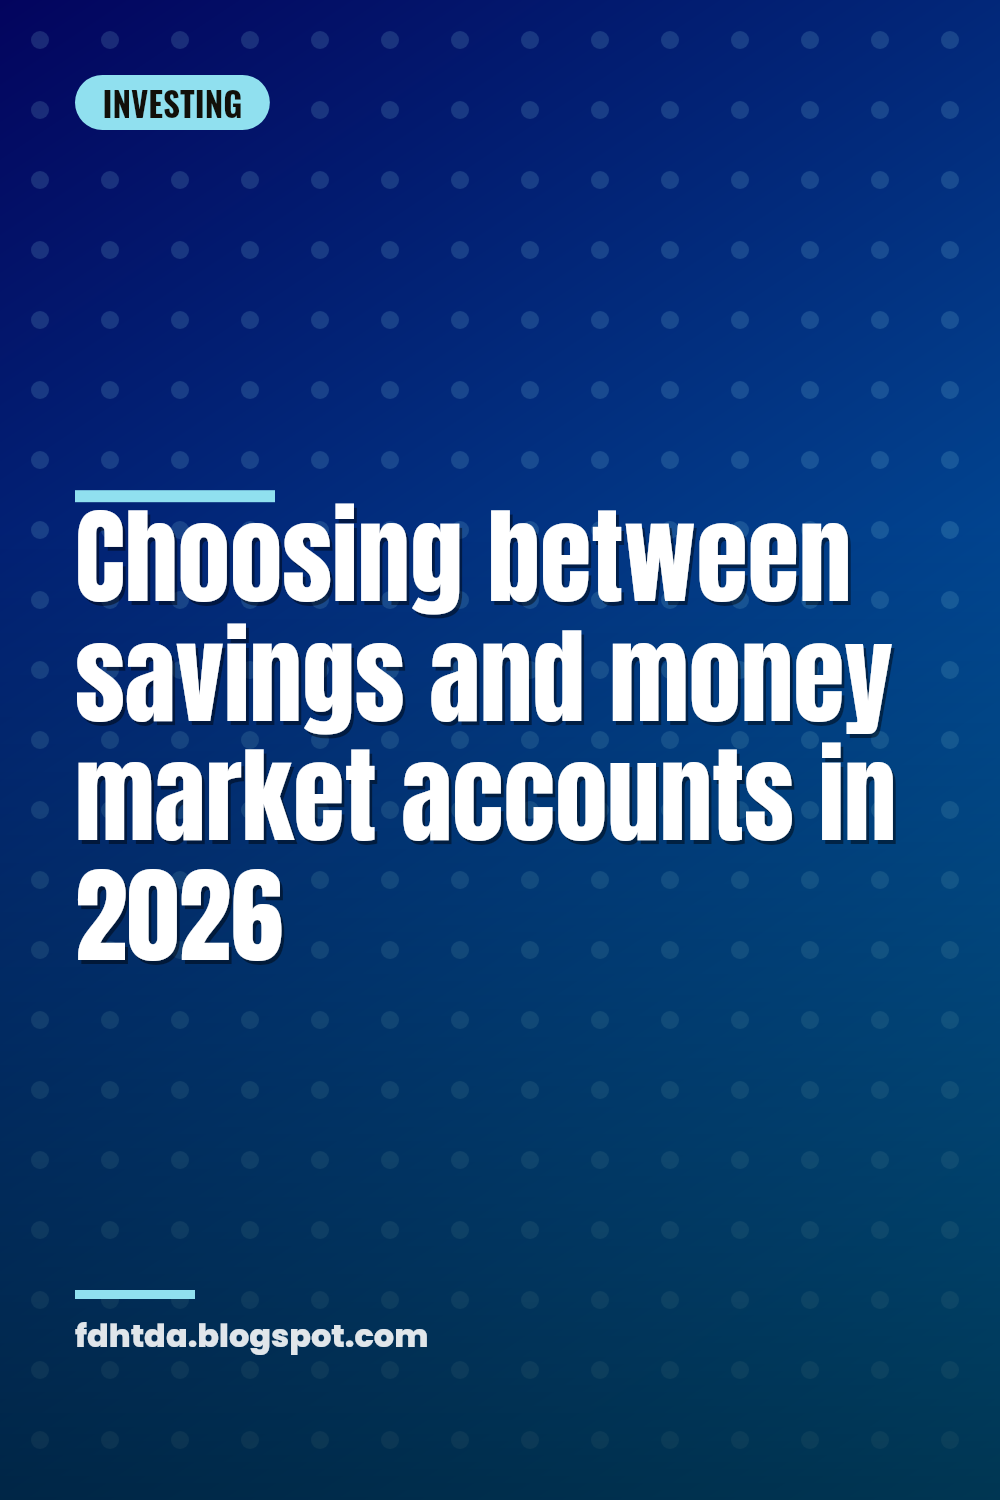 INVESTING
Choosing between
savings and money
market accounts in
2026
fdhtda.blogspot.com